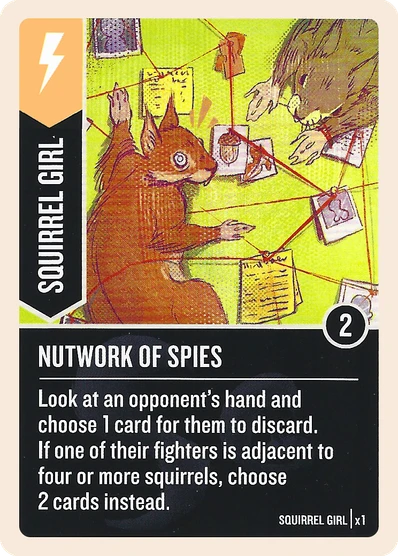 SQUIRREL GIRL
2
NUTWORK OF SPIES
Look at an opponent's hand and
choose 1 card for them to discard.
If one of their fighters is adjacent to
four or more squirrels, choose
2 cards instead.
SQUIRREL GIRL | x1